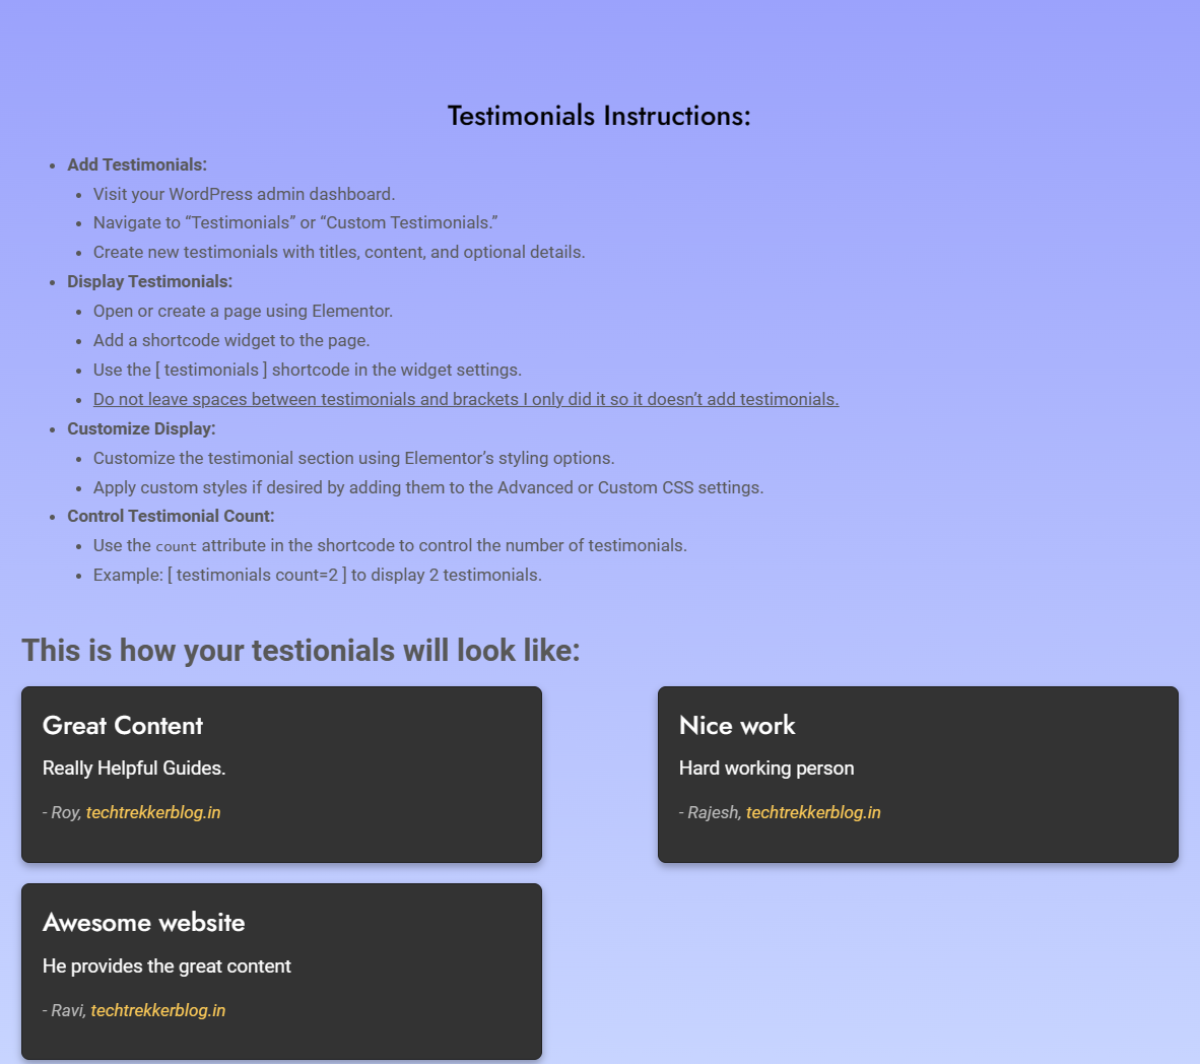 Testimonials Instructions:
Add Testimonials:
Visit your WordPress admin dashboard.
Navigate to “Testimonials” or “Custom Testimonials.”
Create new testimonials with titles, content, and optional details.
Display Testimonials:
Open or create a page using Elementor.
Add a shortcode widget to the page.
Use the [ testimonials ] shortcode in the widget settings.
Do not leave spaces between testimonials and brackets I only did it so it doesn’t add testimonials.
Customize Display:
Customize the testimonial section using Elementor’s styling options.
Apply custom styles if desired by adding them to the Advanced or Custom CSS settings.
Control Testimonial Count:
Use the count attribute in the shortcode to control the number of testimonials.
Example: [ testimonials count=2 ] to display 2 testimonials.
This is how your testionials will look like:
Great Content
Really Helpful Guides.
- Roy, techtrekkerblog.in
Nice work
Hard working person
- Rajesh, techtrekkerblog.in
Awesome website
He provides the great content
- Ravi, techtrekkerblog.in